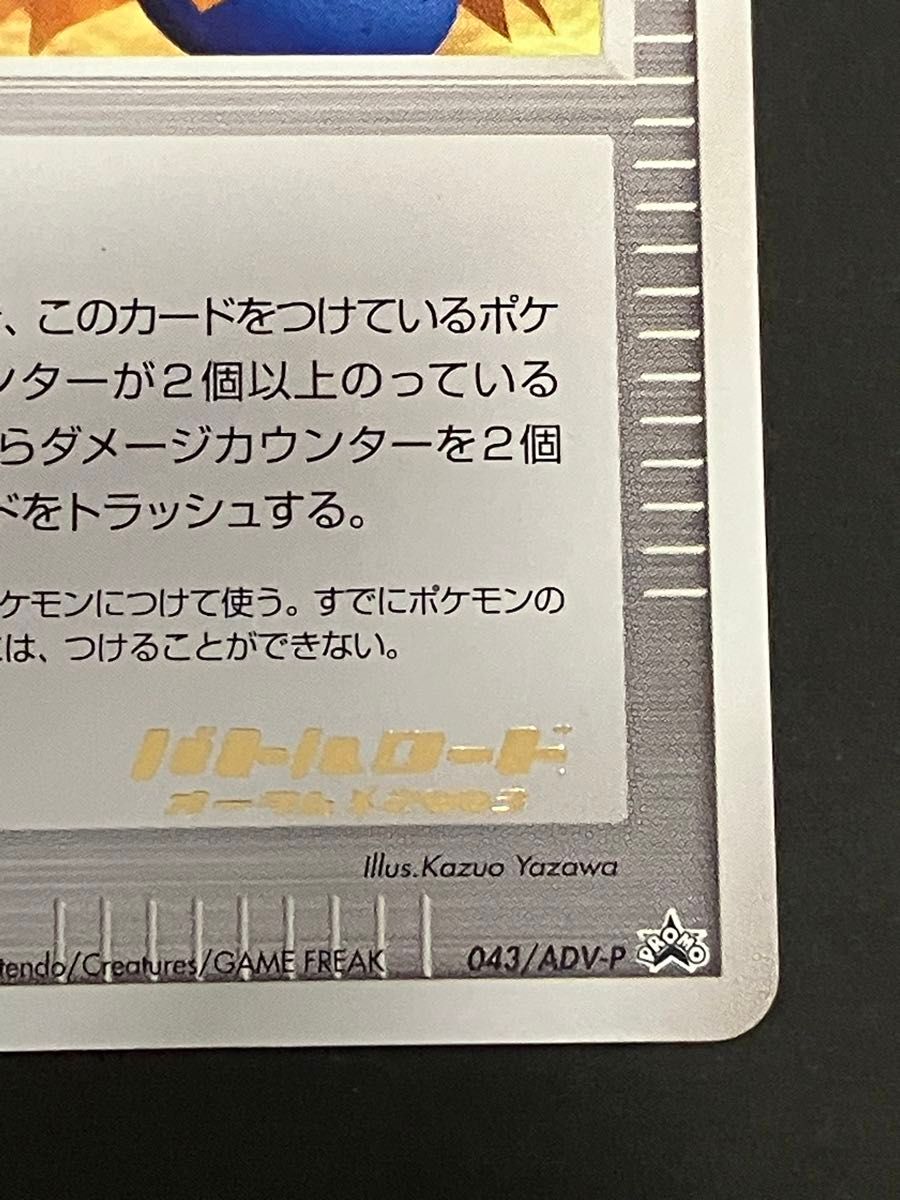 、このカードをつけているポケ
ンターが2個以上のっている
らダメージカウンターを2個
ドをトラッシュする。
ケモンにつけて使う。すでにポケモンの
は、つけることができない。
バトルロード
オータム★2003
Illus.Kazuo Yazawa
tendo/Creatures/GAME FREAK
043/ADV-P
PROMO